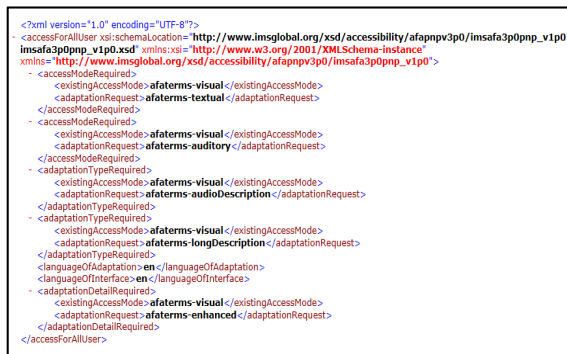 <?xml version="1.0" encoding="UTF-8"?>
- <accessForAllUser xsi:schemaLocation="http://www.imsglobal.org/xsd/accessibility/afapnpv3p0/imsafa3p0pnp_v1p0
imsafa3p0pnp_v1p0.xsd" xmlns:xsi="http://www.w3.org/2001/XMLSchema-instance"
xmlns="http://www.imsglobal.org/xsd/accessibility/afapnpv3p0/imsafa3p0pnp_v1p0">
- <accessModeRequired>
<existingAccessMode>afaterms-visual</existingAccessMode>
<adaptationRequest>afaterms-textual</adaptationRequest>
</accessModeRequired>
- <accessModeRequired>
<existingAccessMode>afaterms-visual</existingAccessMode>
<adaptationRequest>afaterms-auditory</adaptationRequest>
</accessModeRequired>
- <adaptationTypeRequired>
<existingAccessMode>afaterms-visual</existingAccessMode>
<adaptationRequest>afaterms-audioDescription</adaptationRequest>
</adaptationTypeRequired>
- <adaptationTypeRequired>
<existingAccessMode>afaterms-visual</existingAccessMode>
<adaptationRequest>afaterms-longDescription</adaptationRequest>
</adaptationTypeRequired>
<languageOfAdaptation>en</languageOfAdaptation>
<languageOfInterface>en</languageOfInterface>
- <adaptationDetailRequired>
<existingAccessMode>afaterms-visual</existingAccessMode>
<adaptationRequest>afaterms-enhanced</adaptationRequest>
</adaptationDetailRequired>
</accessForAllUser>